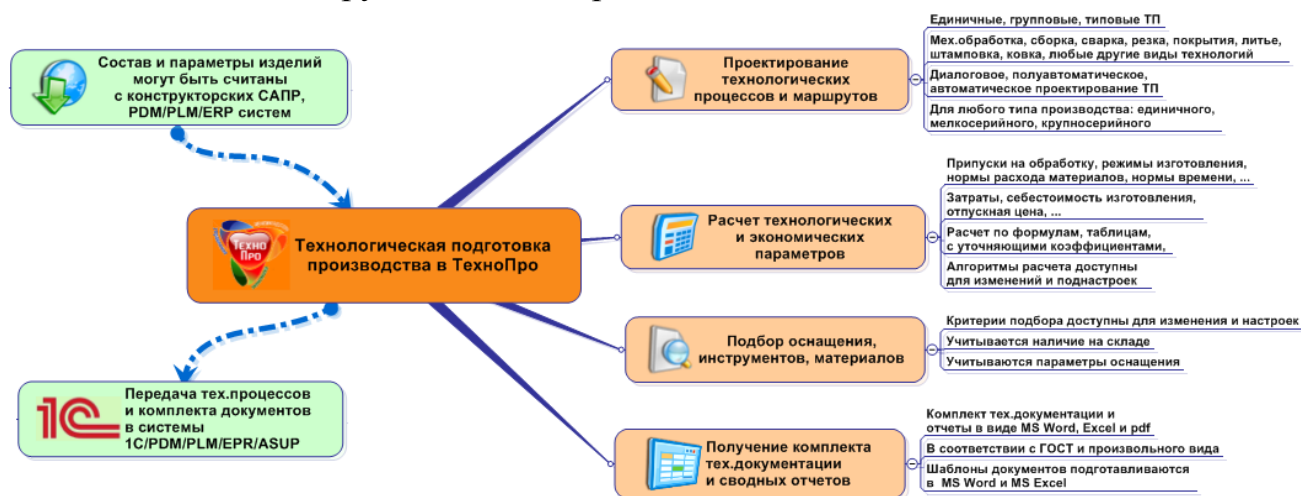 Состав и параметры изделий
могут быть считаны
с конструкторских САПР,
PDM/PLM/ERP систем
ТЕХНО
ПРО
Технологическая подготовка
производства в ТехноПро
1С
Передача тех.процессов
и комплекта документов
в системы
1С/PDM/PLM/EPR/ASUP
Проектирование
технологических
процессов и маршрутов
Единичные, групповые, типовые ТП
Мех.обработка, сборка, сварка, резка, покрытия, литье,
штамповка, ковка, любые другие виды технологий
Диалоговое, полуавтоматическое,
автоматическое проектирование ТП
Для любого типа производства: единичного,
мелкосерийного, крупносерийного
Расчет технологических
и экономических
параметров
Припуски на обработку, режимы изготовления,
нормы расхода материалов, нормы времени, ...
Затраты, себестоимость изготовления,
отпускная цена, ...
Расчет по формулам, таблицам,
с уточняющими коэффициентами,
Алгоритмы расчета доступны
для изменений и поднастроек
Подбор оснащения,
инструментов, материалов
Критерии подбора доступны для изменения и настроек
Учитывается наличие на складе
Учитываются параметры оснащения
Получение комплекта
тех.документации
и сводных отчетов
Комплект тех.документации и
отчеты в виде MS Word, Excel и pdf
В соответствии с ГОСТ и произвольного вида
Шаблоны документов подготавливаются
в MS Word и MS Excel